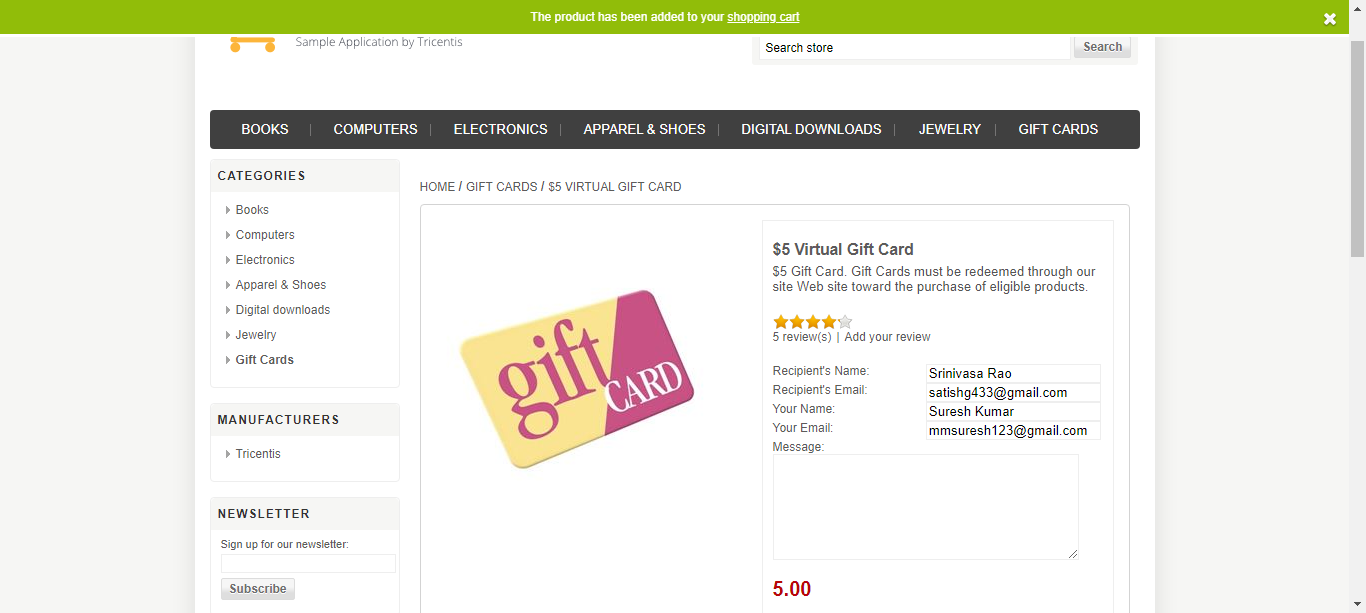 The product has been added to your shopping cart
Sample Application by Tricentis
Search store
Search
BOOKS COMPUTERS ELECTRONICS APPAREL & SHOES DIGITAL DOWNLOADS JEWELRY GIFT CARDS
CATEGORIES
Books
Computers
Electronics
Apparel & Shoes
Digital downloads
Jewelry
Gift Cards
MANUFACTURERS
Tricentis
NEWSLETTER
Sign up for our newsletter:
Subscribe
HOME / GIFT CARDS / $5 VIRTUAL GIFT CARD
gift
CARD
$5 Virtual Gift Card
$5 Gift Card. Gift Cards must be redeemed through our
site Web site toward the purchase of eligible products.
5 review(s) | Add your review
Recipient's Name: Srinivasa Rao
Recipient's Email: satishg433@gmail.com
Your Name: Suresh Kumar
Your Email: mmsuresh123@gmail.com
Message:
5.00